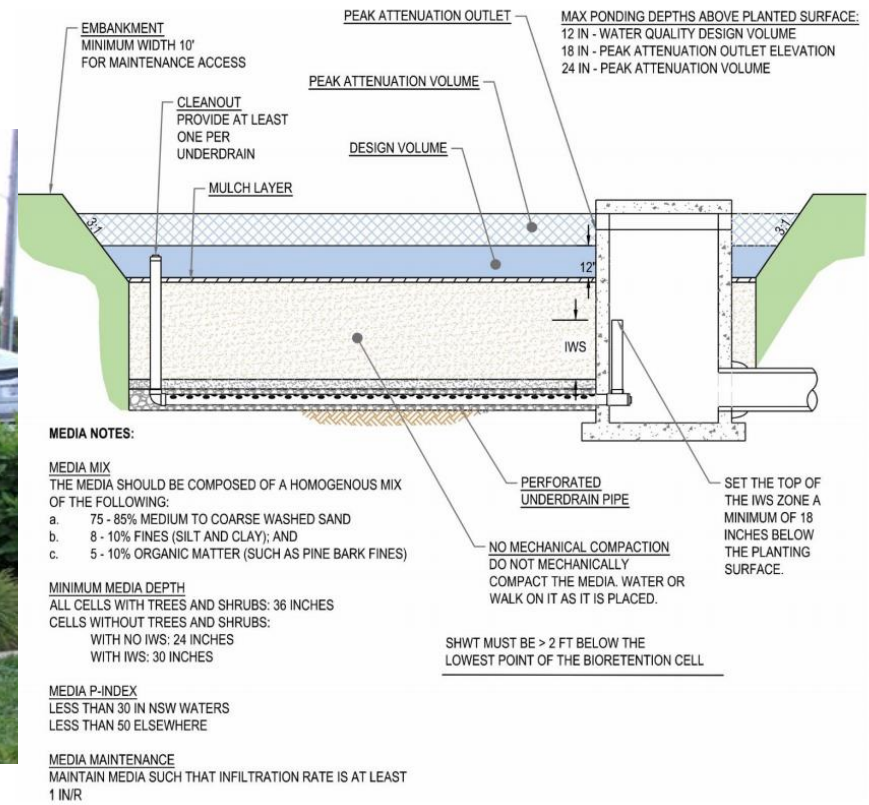 EMBANKMENT
MINIMUM WIDTH 10'
FOR MAINTENANCE ACCESS
PEAK ATTENUATION OUTLET
MAX PONDING DEPTHS ABOVE PLANTED SURFACE:
12 IN - WATER QUALITY DESIGN VOLUME
18 IN - PEAK ATTENUATION OUTLET ELEVATION
24 IN - PEAK ATTENUATION VOLUME
PEAK ATTENUATION VOLUME
CLEANOUT
PROVIDE AT LEAST
ONE PER
UNDERDRAIN
DESIGN VOLUME
MULCH LAYER
3:1
3:1
12"
IWS
MEDIA NOTES:
MEDIA MIX
THE MEDIA SHOULD BE COMPOSED OF A HOMOGENOUS MIX
OF THE FOLLOWING:
a. 75 - 85% MEDIUM TO COARSE WASHED SAND
b. 8 - 10% FINES (SILT AND CLAY); AND
c. 5 - 10% ORGANIC MATTER (SUCH AS PINE BARK FINES)
MINIMUM MEDIA DEPTH
ALL CELLS WITH TREES AND SHRUBS: 36 INCHES
CELLS WITHOUT TREES AND SHRUBS:
WITH NO IWS: 24 INCHES
WITH IWS: 30 INCHES
MEDIA P-INDEX
LESS THAN 30 IN NSW WATERS
LESS THAN 50 ELSEWHERE
MEDIA MAINTENANCE
MAINTAIN MEDIA SUCH THAT INFILTRATION RATE IS AT LEAST
1 IN/R
PERFORATED
UNDERDRAIN PIPE
NO MECHANICAL COMPACTION
DO NOT MECHANICALLY
COMPACT THE MEDIA. WATER OR
WALK ON IT AS IT IS PLACED.
SET THE TOP OF
THE IWS ZONE A
MINIMUM OF 18
INCHES BELOW
THE PLANTING
SURFACE.
SHWT MUST BE > 2 FT BELOW THE
LOWEST POINT OF THE BIORETENTION CELL